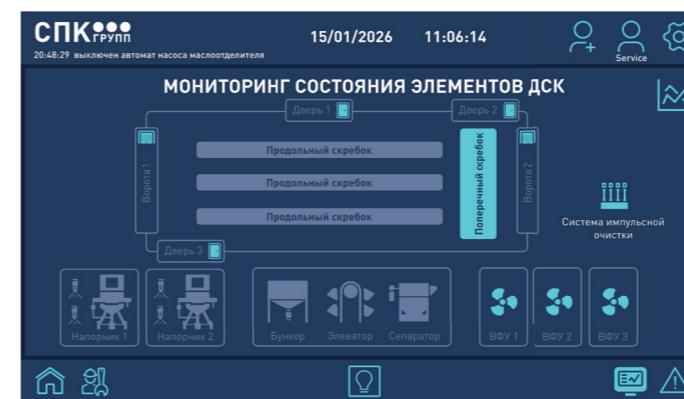 СПК ГРУПП
15/01/2026 11:06:14
20:48:29 выключен автомат насоса маслоотделителя
Service
МОНИТОРИНГ СОСТОЯНИЯ ЭЛЕМЕНТОВ ДСК
Дверь 1
Дверь 2
Ворота 1
Продольный скребок
Продольный скребок
Продольный скребок
Поперечный скребок
Ворота 2
Система импульсной
очистки
Дверь 3
Напорник 1
Напорник 2
Бункер
Элеватор
Сепаратор
ВФУ 1
ВФУ 2
ВФУ 3